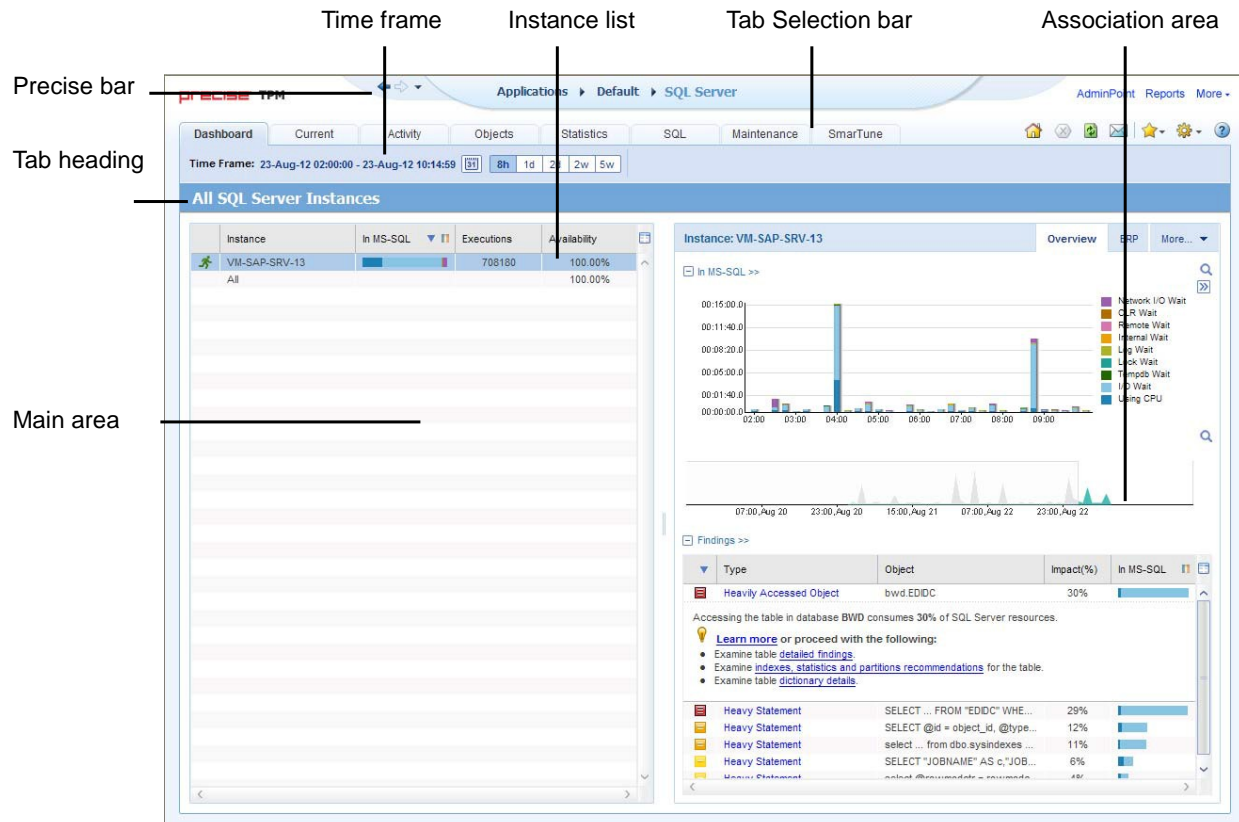 Time frame Instance list Tab Selection bar Association area
Precise bar
precise TPM
Applications Default SQL Server
AdminPoint Reports More
Dashboard Current Activity Objects Statistics SQL Maintenance SmarTune
Tab heading
Time Frame: 23-Aug-12 02:00:00 - 23-Aug-12 10:14:59 31 8h 1d 2d 2w 5w
All SQL Server Instances
Instance In MS-SQL Executions Availability
VM-SAP-SRV-13 708180 100.00%
All 100.00%
Main area
Instance: VM-SAP-SRV-13 Overview ERP More...
In MS-SQL >>
00:15:00.0
00:11:40.0
00:08:20.0
00:05:00.0
00:01:40.0
00:00:00.0
02:00 03:00 04:00 05:00 06:00 07:00 08:00 09:00
Network I/O Wait
CLR Wait
Remote Wait
Internal Wait
Log Wait
Lock Wait
Tempdb Wait
I/O Wait
Using CPU
07:00,Aug 20 23:00,Aug 20 15:00,Aug 21 07:00,Aug 22 23:00,Aug 22
Findings >>
Type Object Impact(%) In MS-SQL
Heavily Accessed Object bwd.EDIDC 30%
Accessing the table in database BWD consumes 30% of SQL Server resources.
Learn more or proceed with the following:
• Examine table detailed findings.
• Examine indexes, statistics and partitions recommendations for the table.
• Examine table dictionary details.
Heavy Statement SELECT ... FROM "EDIDC" WHE... 29%
Heavy Statement SELECT @id = object_id, @type... 12%
Heavy Statement select ... from dbo.sysindexes ... 11%
Heavy Statement SELECT "JOBNAME" AS c,"JOB... 6%
Heavy Statement select 4%